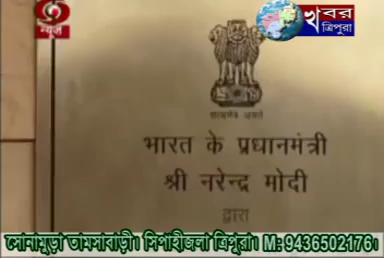 न्यूज़
খবর
ত্রিপুরা
सत्यमेव जयते
भारत के प्रधानमंत्री
श्री नरेन्द्र मोदी
द्वारा
সোনামুড়া তামসাবাড়ী। সিপাহীজলা ত্রিপুরা। M: 9436502176।